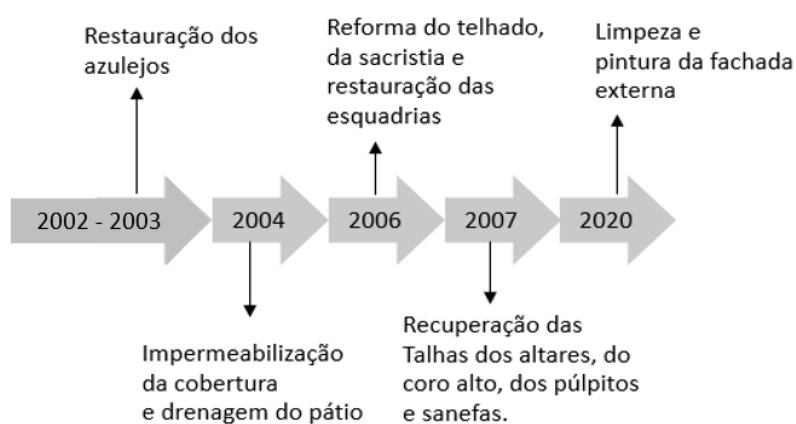 Restauração dos
azulejos
Reforma do telhado,
da sacristia e
restauração das
esquadrias
Limpeza e
pintura da fachada
externa
2002 - 2003
2004
2006
2007
2020
Impermeabilização
da cobertura
e drenagem do pátio
Recuperação das
Talhas dos altares, do
coro alto, dos púlpitos
e sanefas.